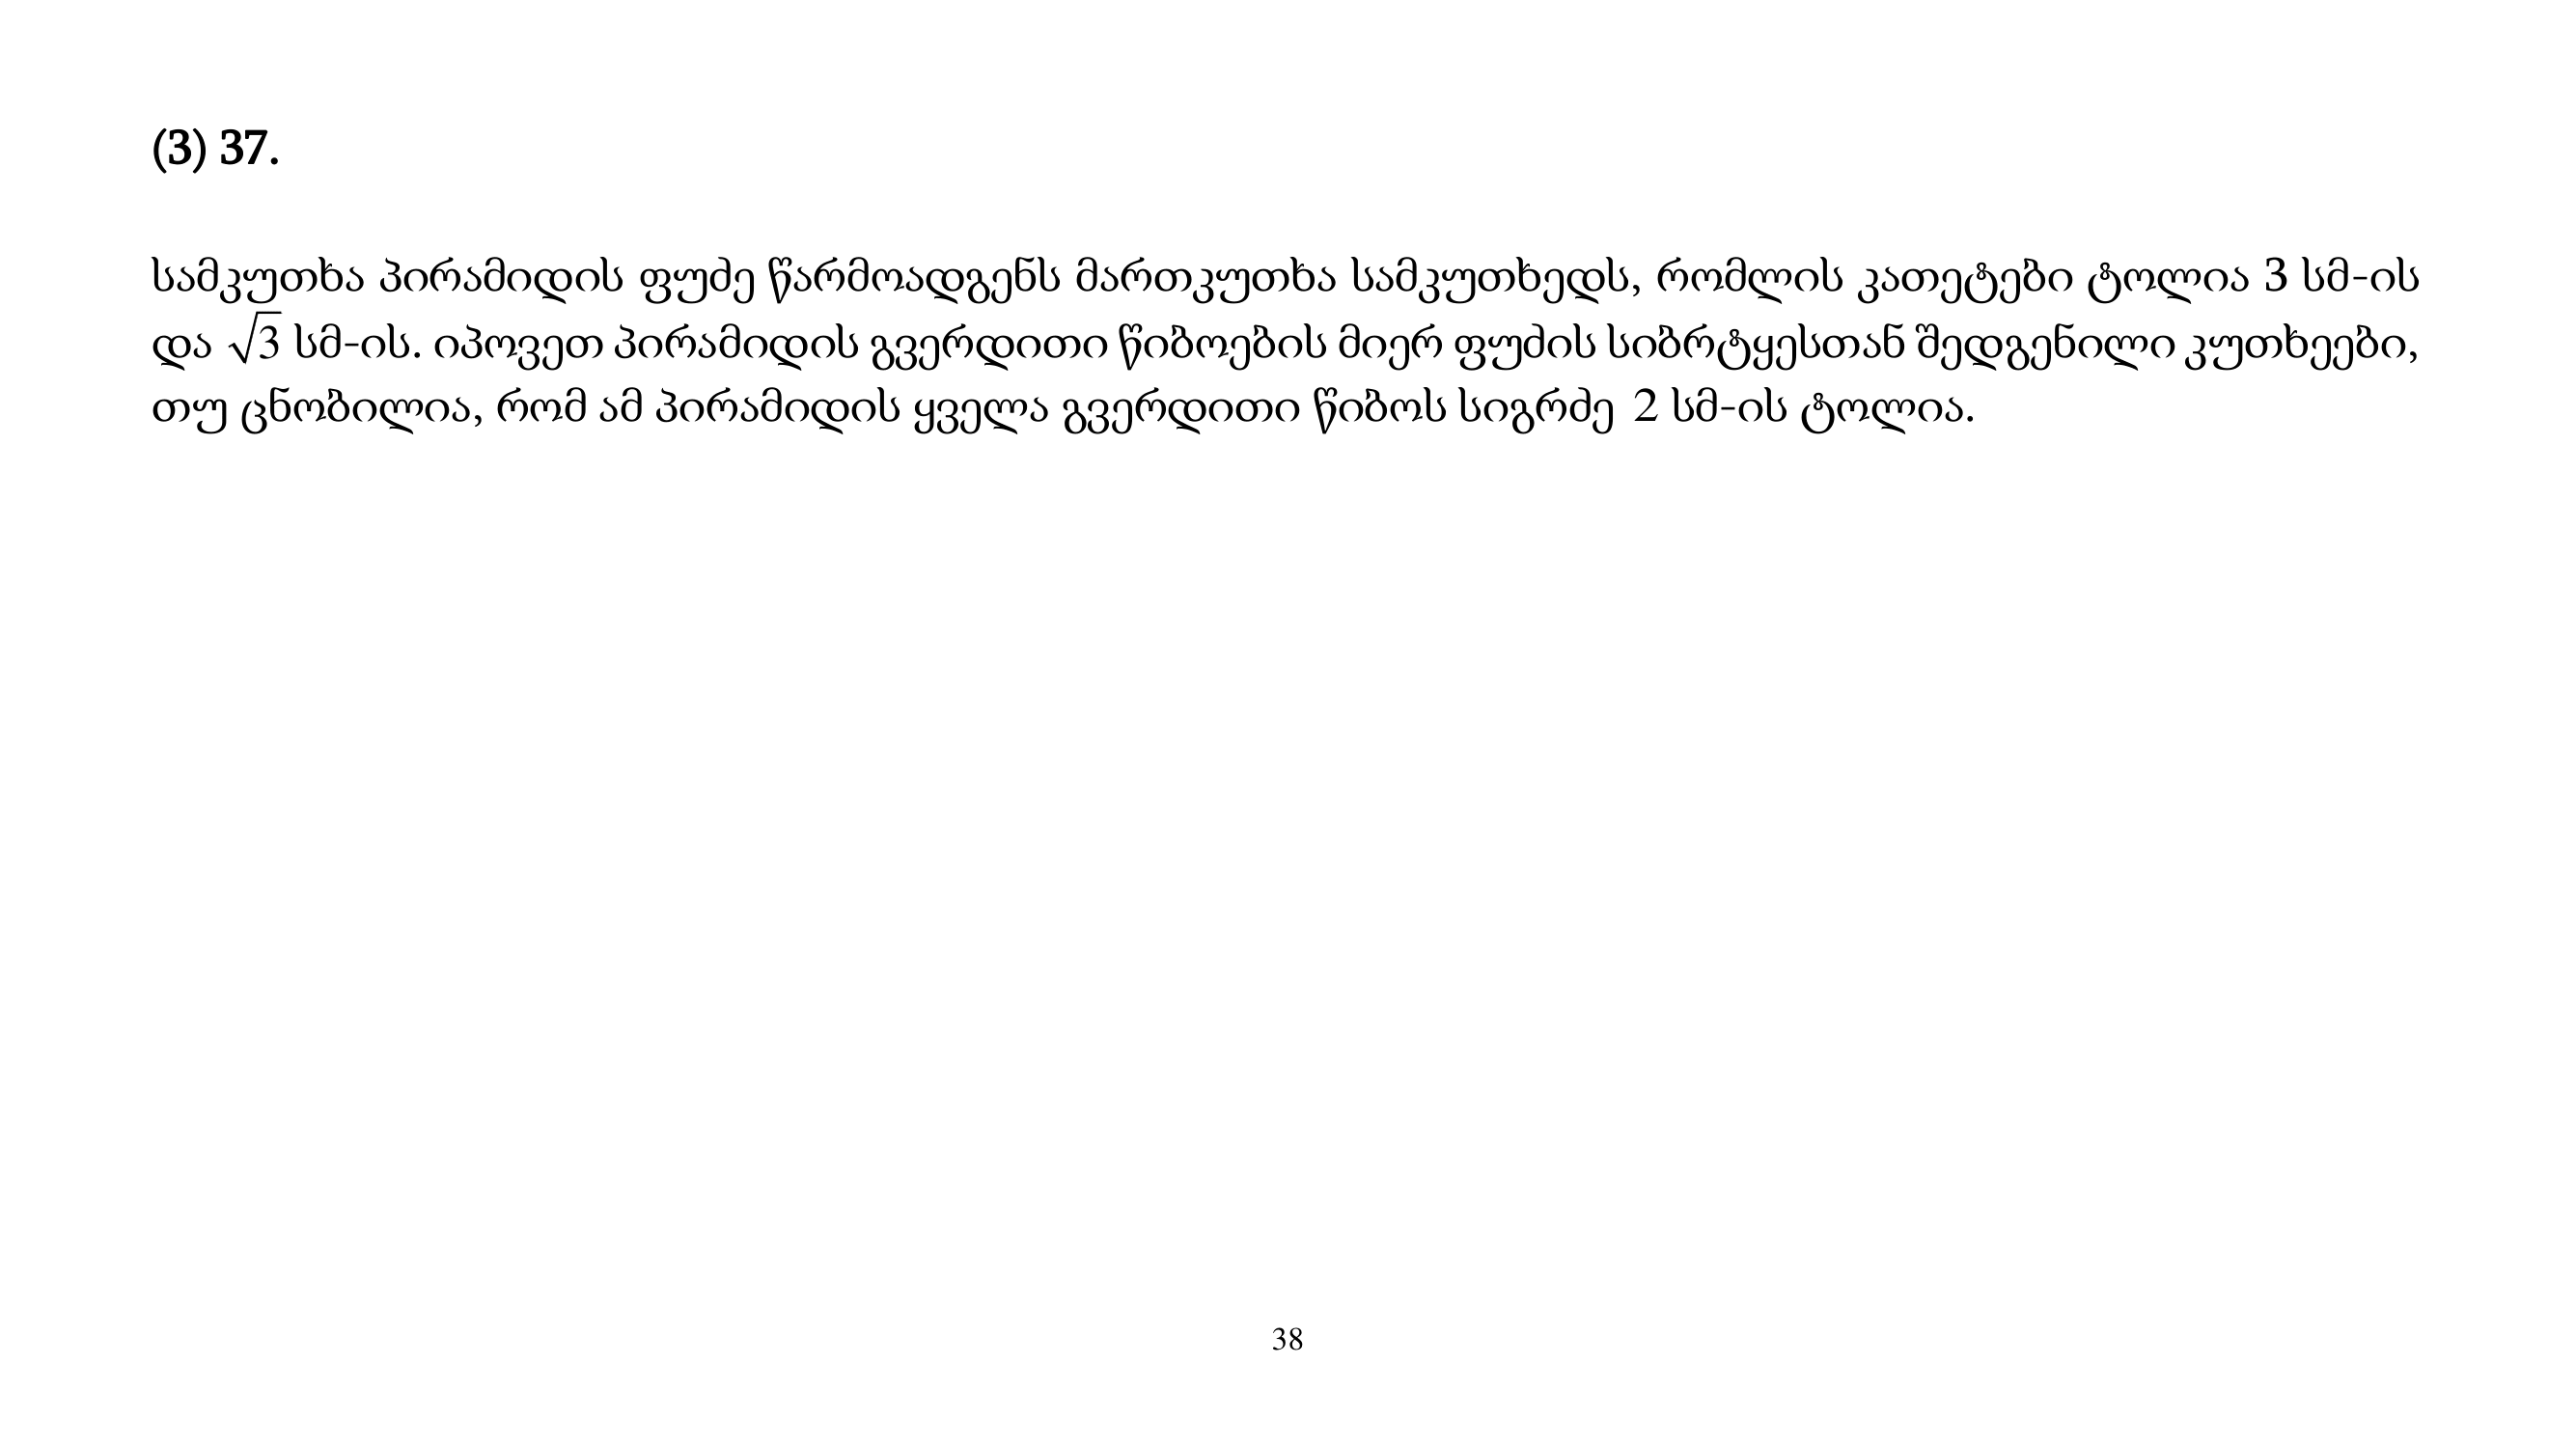 (3) 37.
სამკუთხა პირამიდის ფუძე წარმოადგენს მართკუთხა სამკუთხედს, რომლის კათეტები ტოლია 3 სმ-ის
და √3 სმ-ის. იპოვეთ პირამიდის გვერდითი წიბოების მიერ ფუძის სიბრტყესთან შედგენილი კუთხეები,
თუ ცნობილია, რომ ამ პირამიდის ყველა გვერდითი წიბოს სიგრძე 2 სმ-ის ტოლია.
38